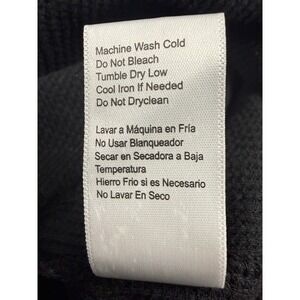 Machine Wash Cold
Do Not Bleach
Tumble Dry Low
Cool Iron If Needed
Do Not Dryclean
Lavar a Máquina en Fría
No Usar Blanqueador
Secar en Secadora a Baja
Temperatura
Hierro Frio si es Necesario
No Lavar En Seco